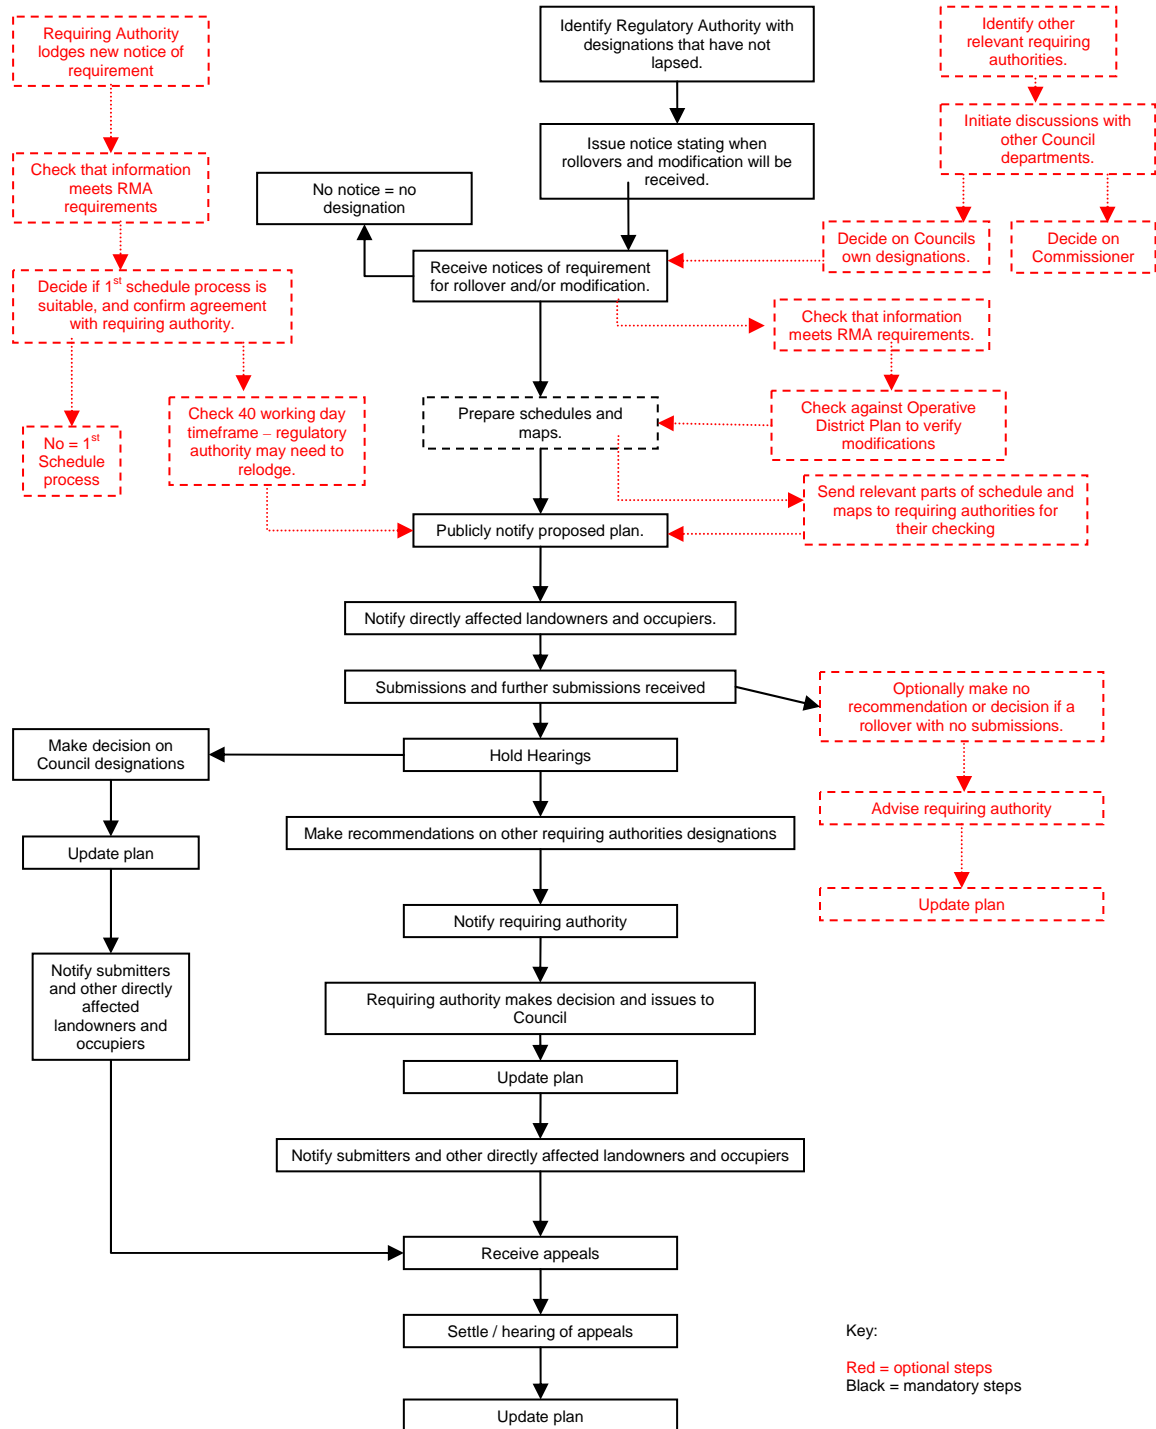 Requiring Authority
lodges new notice of
requirement
Identify Regulatory Authority with
designations that have not
lapsed.
Identify other
relevant requiring
authorities.
Check that information
meets RMA
requirements
Issue notice stating when
rollovers and modification will be
received.
Initiate discussions with
other Council
departments.
No notice = no
designation
Decide on Councils
own designations.
Decide on
Commissioner
Decide if 1st schedule process is
suitable, and confirm agreement
with requiring authority.
Receive notices of requirement
for rollover and/or modification.
Check that information
meets RMA requirements.
No = 1st
Schedule
process
Check 40 working day
timeframe – regulatory
authority may need to
relodge.
Prepare schedules and
maps.
Check against Operative
District Plan to verify
modifications
Send relevant parts of schedule and
maps to requiring authorities for
their checking
Publicly notify proposed plan.
Notify directly affected landowners and occupiers.
Submissions and further submissions received
Optionally make no
recommendation or decision if a
rollover with no submissions.
Make decision on
Council designations
Hold Hearings
Advise requiring authority
Make recommendations on other requiring authorities designations
Update plan
Update plan
Notify requiring authority
Notify submitters
and other directly
affected
landowners and
occupiers
Requiring authority makes decision and issues to
Council
Update plan
Notify submitters and other directly affected landowners and occupiers
Receive appeals
Settle / hearing of appeals
Update plan
Key:
Red = optional steps
Black = mandatory steps